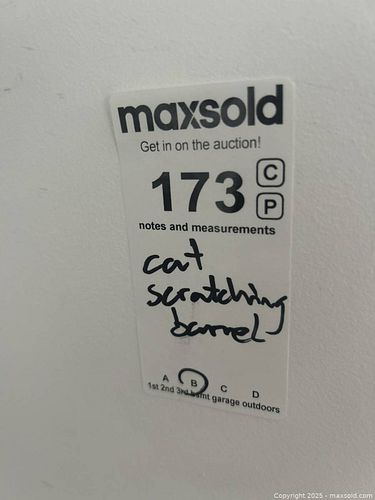 maxsold
Get in on the auction!
173 C
P
notes and measurements
cat
scratching
barrel
A B C D
1st 2nd 3rd bsmt garage outdoors
Copyright 2025 - maxsold.com